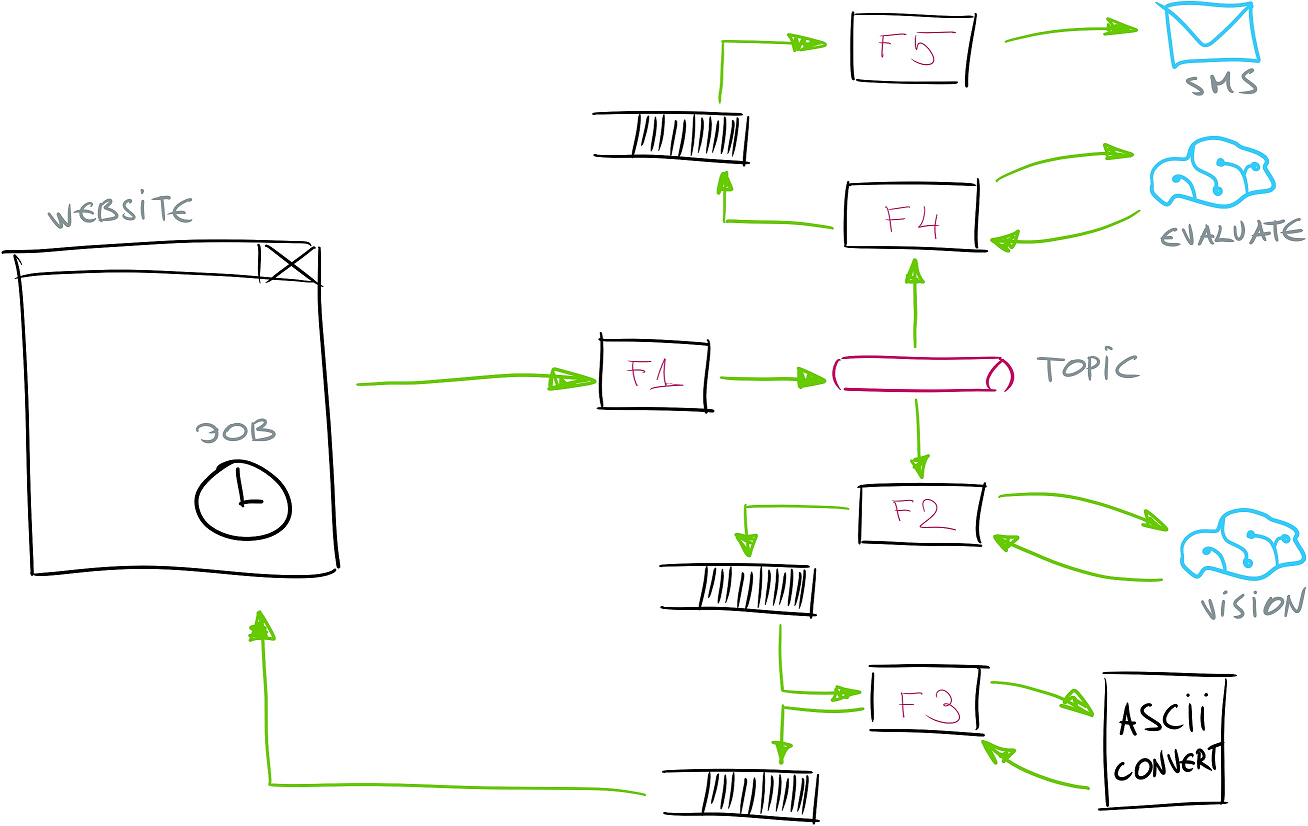 F5
SMS
WEBSITE
F4
EVALUATE
F1
TOPIC
JOB
F2
VISION
F3
ASCII
CONVERT